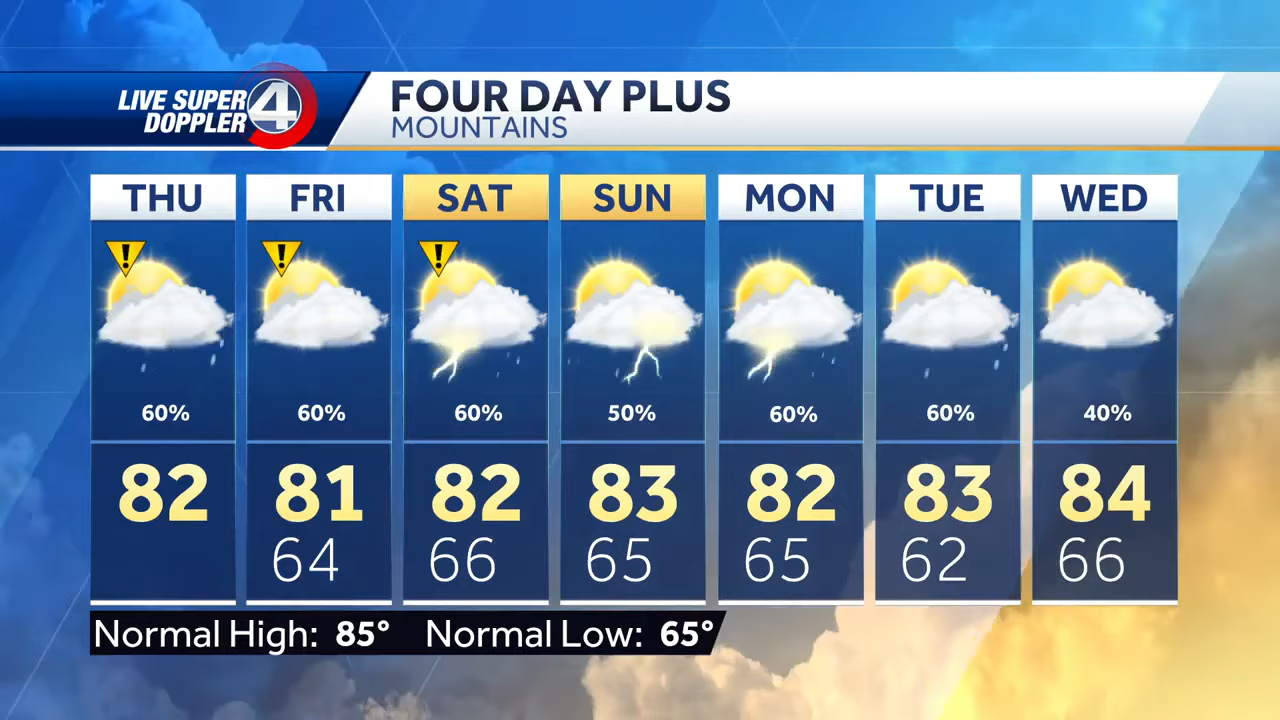 LIVE SUPER
DOPPLER
4
FOUR DAY PLUS
MOUNTAINS
THU FRI SAT SUN MON TUE WED
! ! !
60% 60% 60% 50% 60% 60% 40%
82 81 82 83 82 83 84
64 66 65 65 62 66
Normal High: 85° Normal Low: 65°